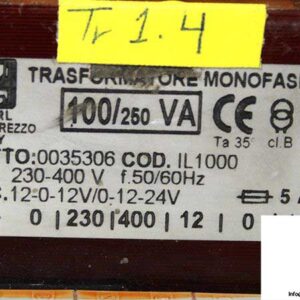 Tr 1.4
TRASFORMATORE MONOFAS
100/250 VA
CE
RL
REZZO
Y
Ta 35° cl.B
TTO:0035306 COD. IL1000
230-400 V f.50/60Hz
.12-0-12V/0-12-24V
5 A
0 230 400 12 0